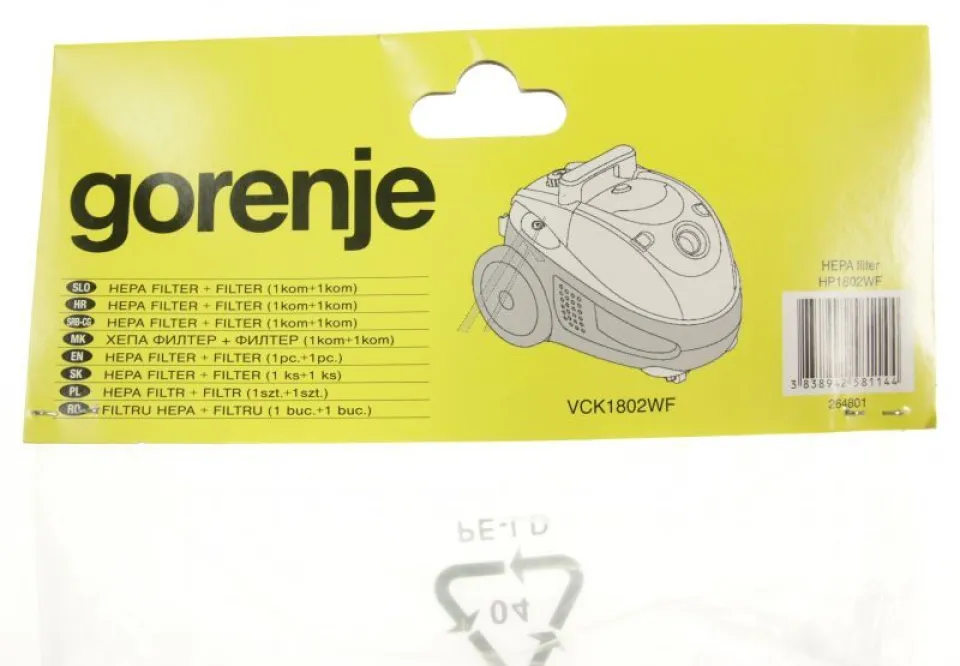 gorenje
SLO HEPA FILTER + FILTER (1kom+1kom)
HR HEPA FILTER + FILTER (1kom+1kom)
SRB-CG HEPA FILTER + FILTER (1kom+1kom)
MK ХЕПА ФИЛТЕР + ФИЛТЕР (1kom+1kom)
EN HEPA FILTER + FILTER (1pc.+1pc.)
SK HEPA FILTER + FILTER (1 ks+1 ks)
PL HEPA FILTR + FILTR (1szt.+1szt.)
RO FILTRU HEPA + FILTRU (1 buc.+1 buc.)
VCK1802WF
HEPA filter
HP1802WF
3 838942 581144
264801
PE-LD
04